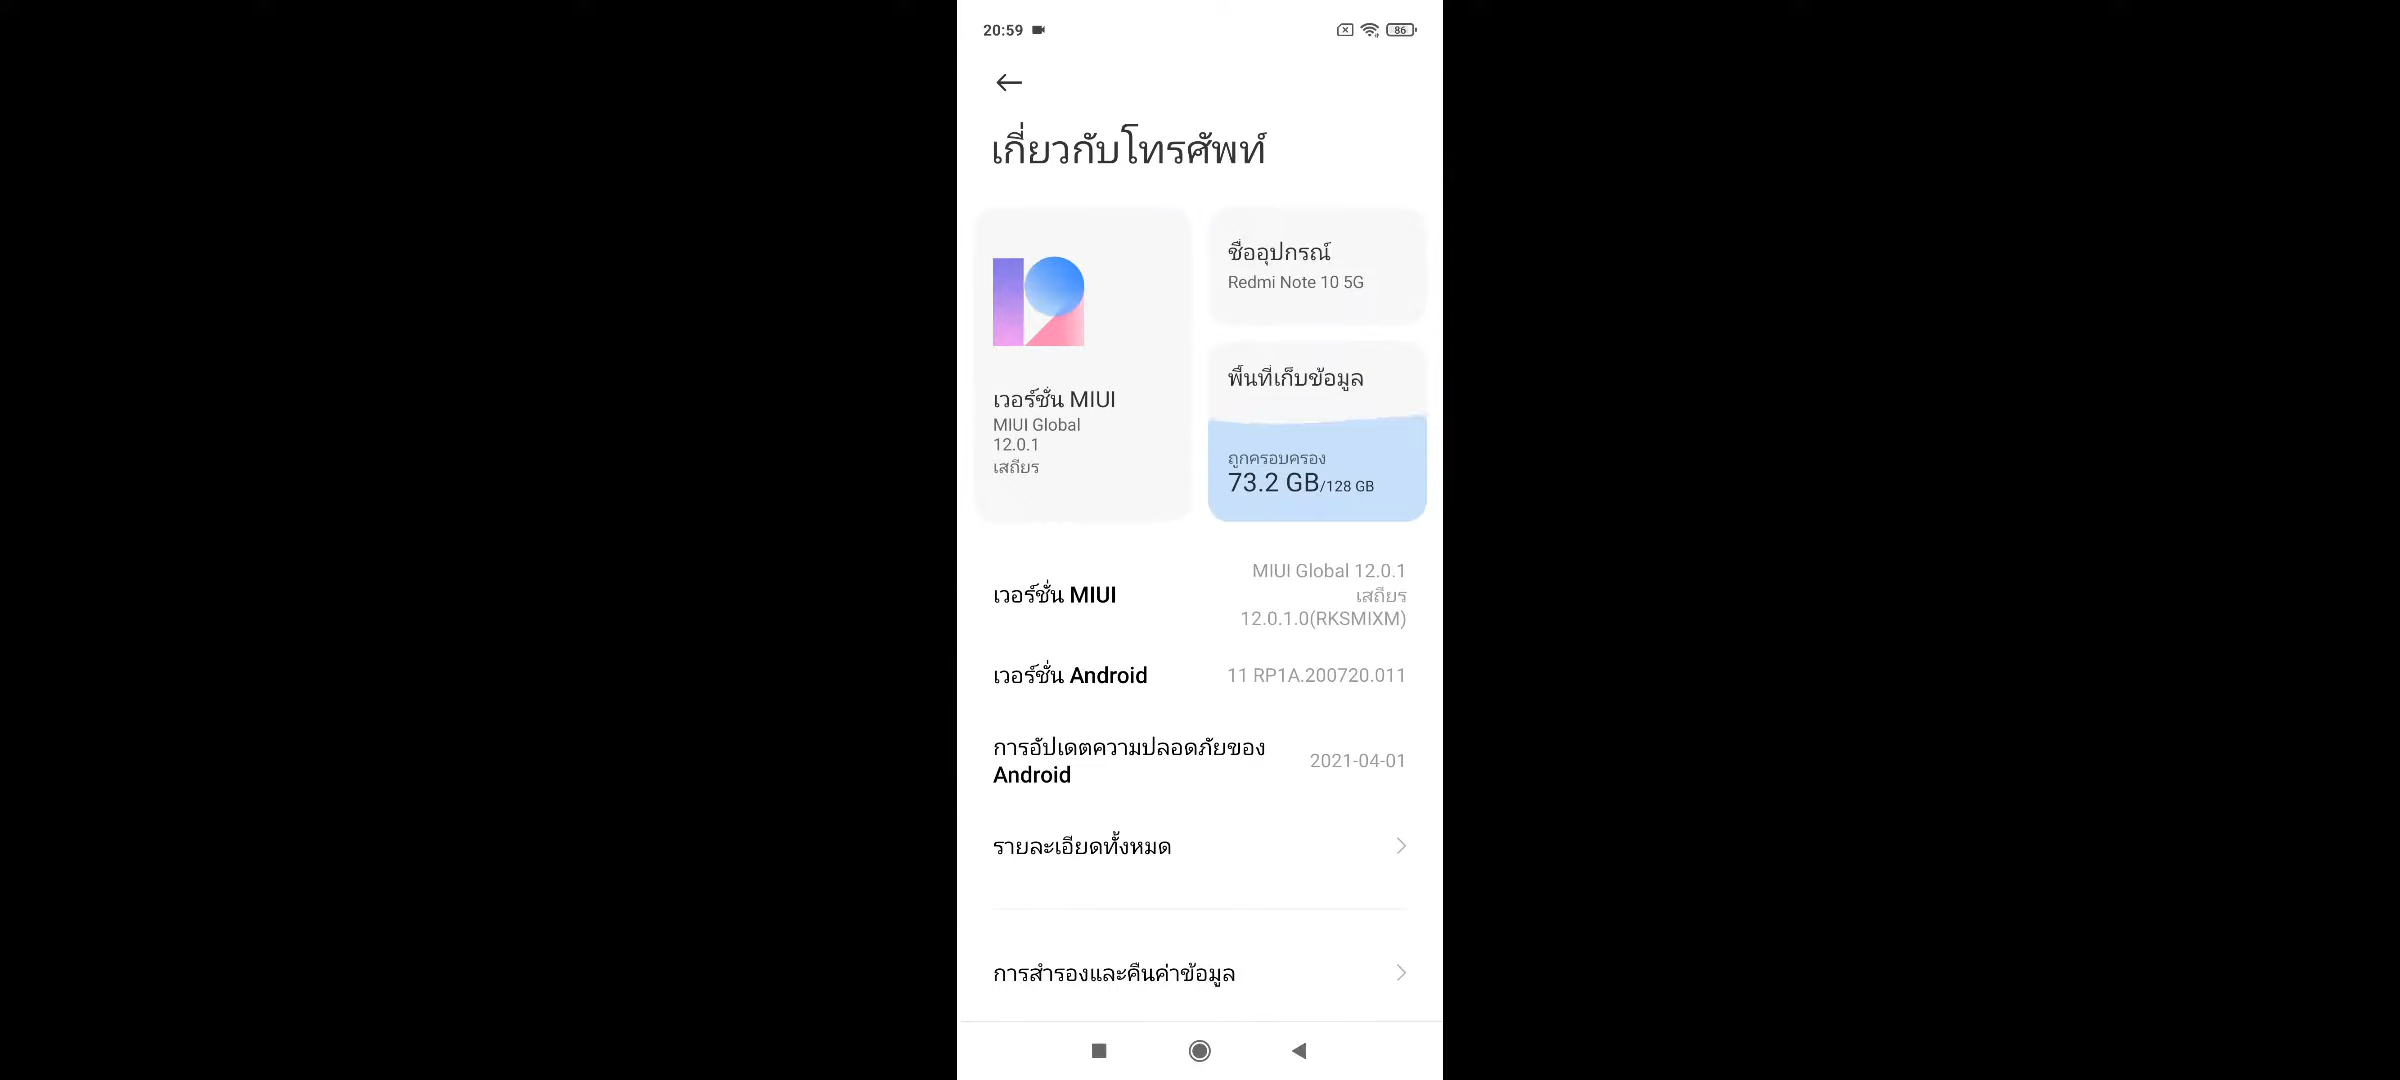 20:59
86
เกี่ยวกับโทรศัพท์
เวอร์ชั่น MIUI
MIUI Global
12.0.1
เสถียร
ชื่ออุปกรณ์
Redmi Note 10 5G
พื้นที่เก็บข้อมูล
ถูกครอบครอง
73.2 GB/128 GB
เวอร์ชั่น MIUI
MIUI Global 12.0.1
เสถียร
12.0.1.0(RKSMIXM)
เวอร์ชั่น Android
11 RP1A.200720.011
การอัปเดตความปลอดภัยของ
Android
2021-04-01
รายละเอียดทั้งหมด
การสำรองและคืนค่าข้อมูล